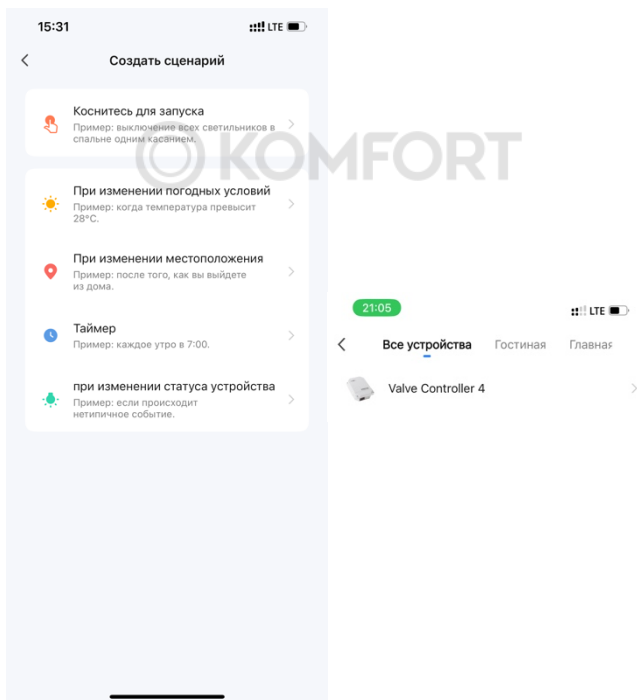 15:31
LTE
Создать сценарий
Коснитесь для запуска
Пример: выключение всех светильников в
спальне одним касанием.
KOMFORT
При изменении погодных условий
Пример: когда температура превысит
28°C.
При изменении местоположения
Пример: после того, как вы выйдете
из дома.
Таймер
Пример: каждое утро в 7:00.
при изменении статуса устройства
Пример: если происходит
нетипичное событие.
21:05
LTE
Все устройства Гостиная Главная
Valve Controller 4